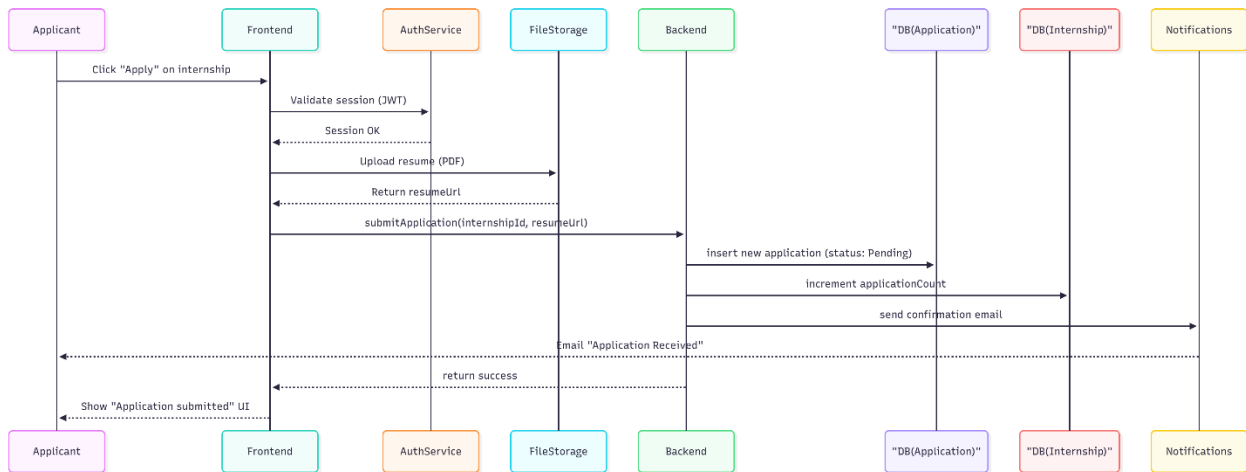 Applicant
Frontend
AuthService
FileStorage
Backend
"DB(Application)"
"DB(Internship)"
Notifications
Click "Apply" on internship
Validate session (JWT)
Session OK
Upload resume (PDF)
Return resumeUrl
submitApplication(internshipId, resumeUrl)
insert new application (status: Pending)
increment applicationCount
send confirmation email
Email "Application Received"
return success
Show "Application submitted" UI
Applicant
Frontend
AuthService
FileStorage
Backend
"DB(Application)"
"DB(Internship)"
Notifications